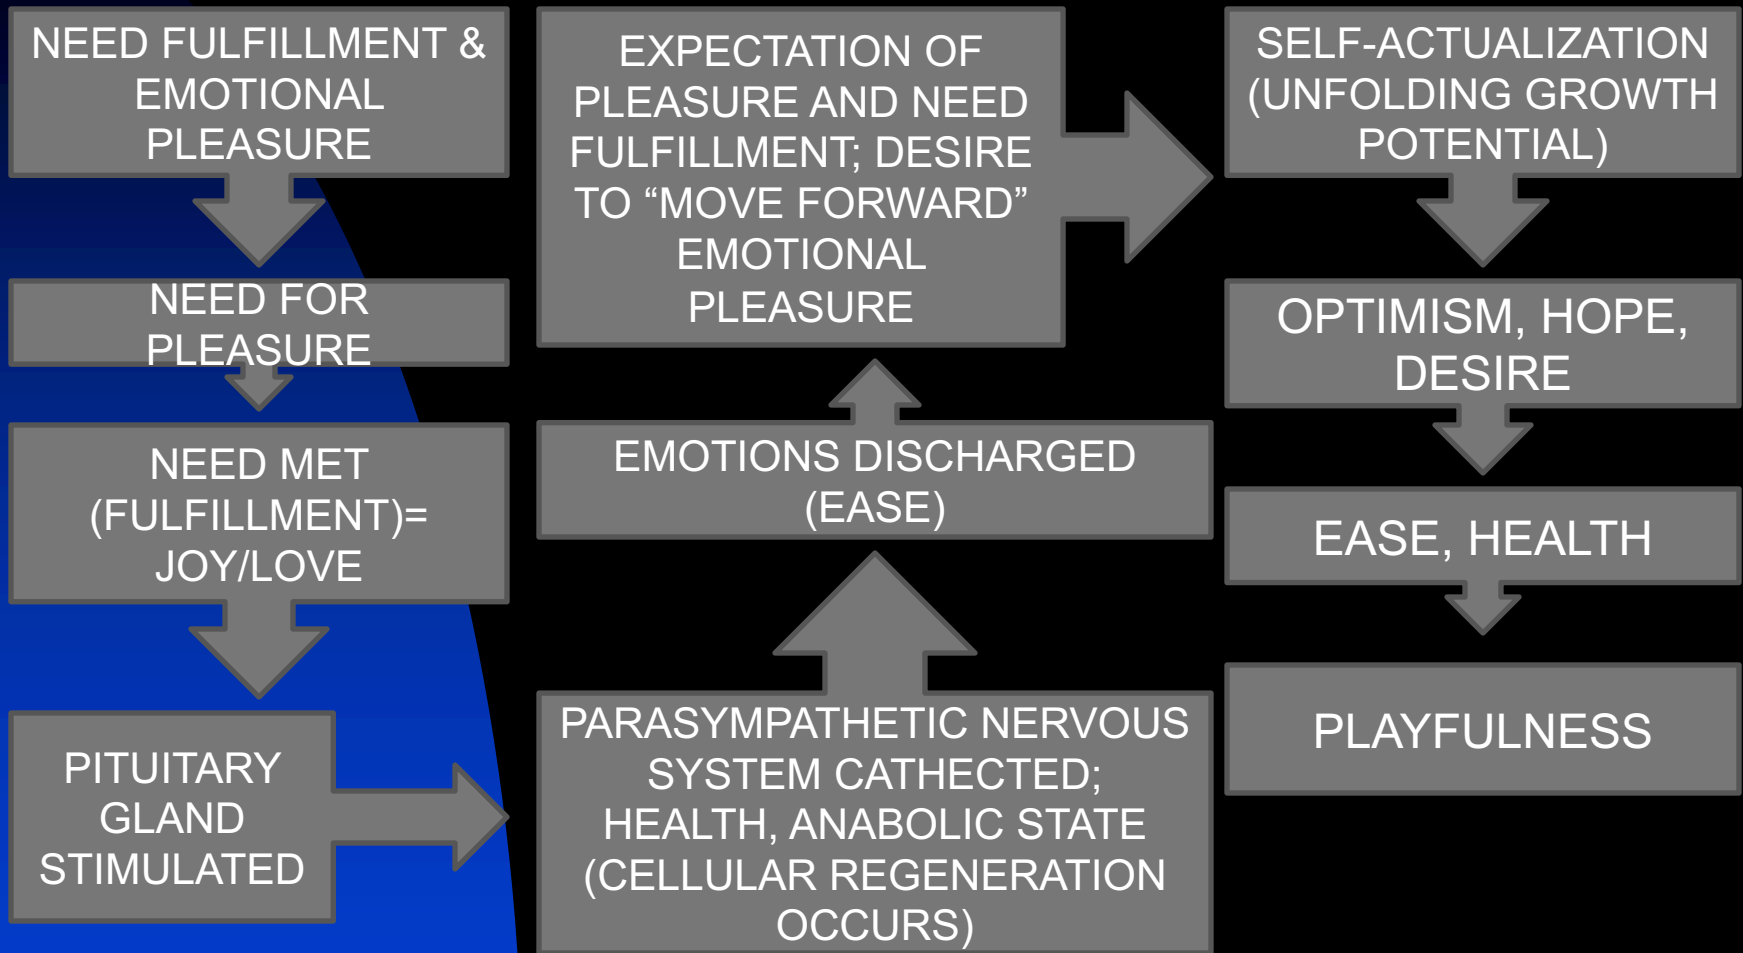 NEED FULFILLMENT &
EMOTIONAL
PLEASURE
NEED FOR
PLEASURE
NEED MET
(FULFILLMENT)=
JOY/LOVE
PITUITARY
GLAND
STIMULATED
PARASYMPATHETIC NERVOUS
SYSTEM CATHECTED;
HEALTH, ANABOLIC STATE
(CELLULAR REGENERATION
OCCURS)
EMOTIONS DISCHARGED
(EASE)
EXPECTATION OF
PLEASURE AND NEED
FULFILLMENT; DESIRE
TO “MOVE FORWARD”
EMOTIONAL
PLEASURE
SELF-ACTUALIZATION
(UNFOLDING GROWTH
POTENTIAL)
OPTIMISM, HOPE,
DESIRE
EASE, HEALTH
PLAYFULNESS